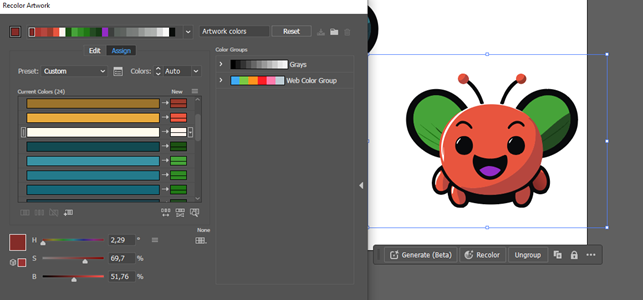 Recolor Artwork
Artwork colors
Reset
Edit
Assign
Color Groups:
Preset:
Custom
Colors:
Auto
Grays
Web Color Group
Current Colors (24)
New
None
H
2,29
°
S
69,7
%
B
51,76
%
Generate (Beta)
Recolor
Ungroup